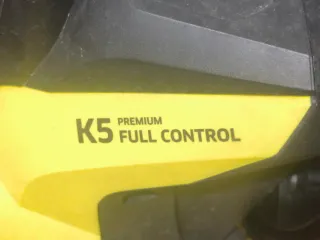 K5 PREMIUM
FULL CONTROL